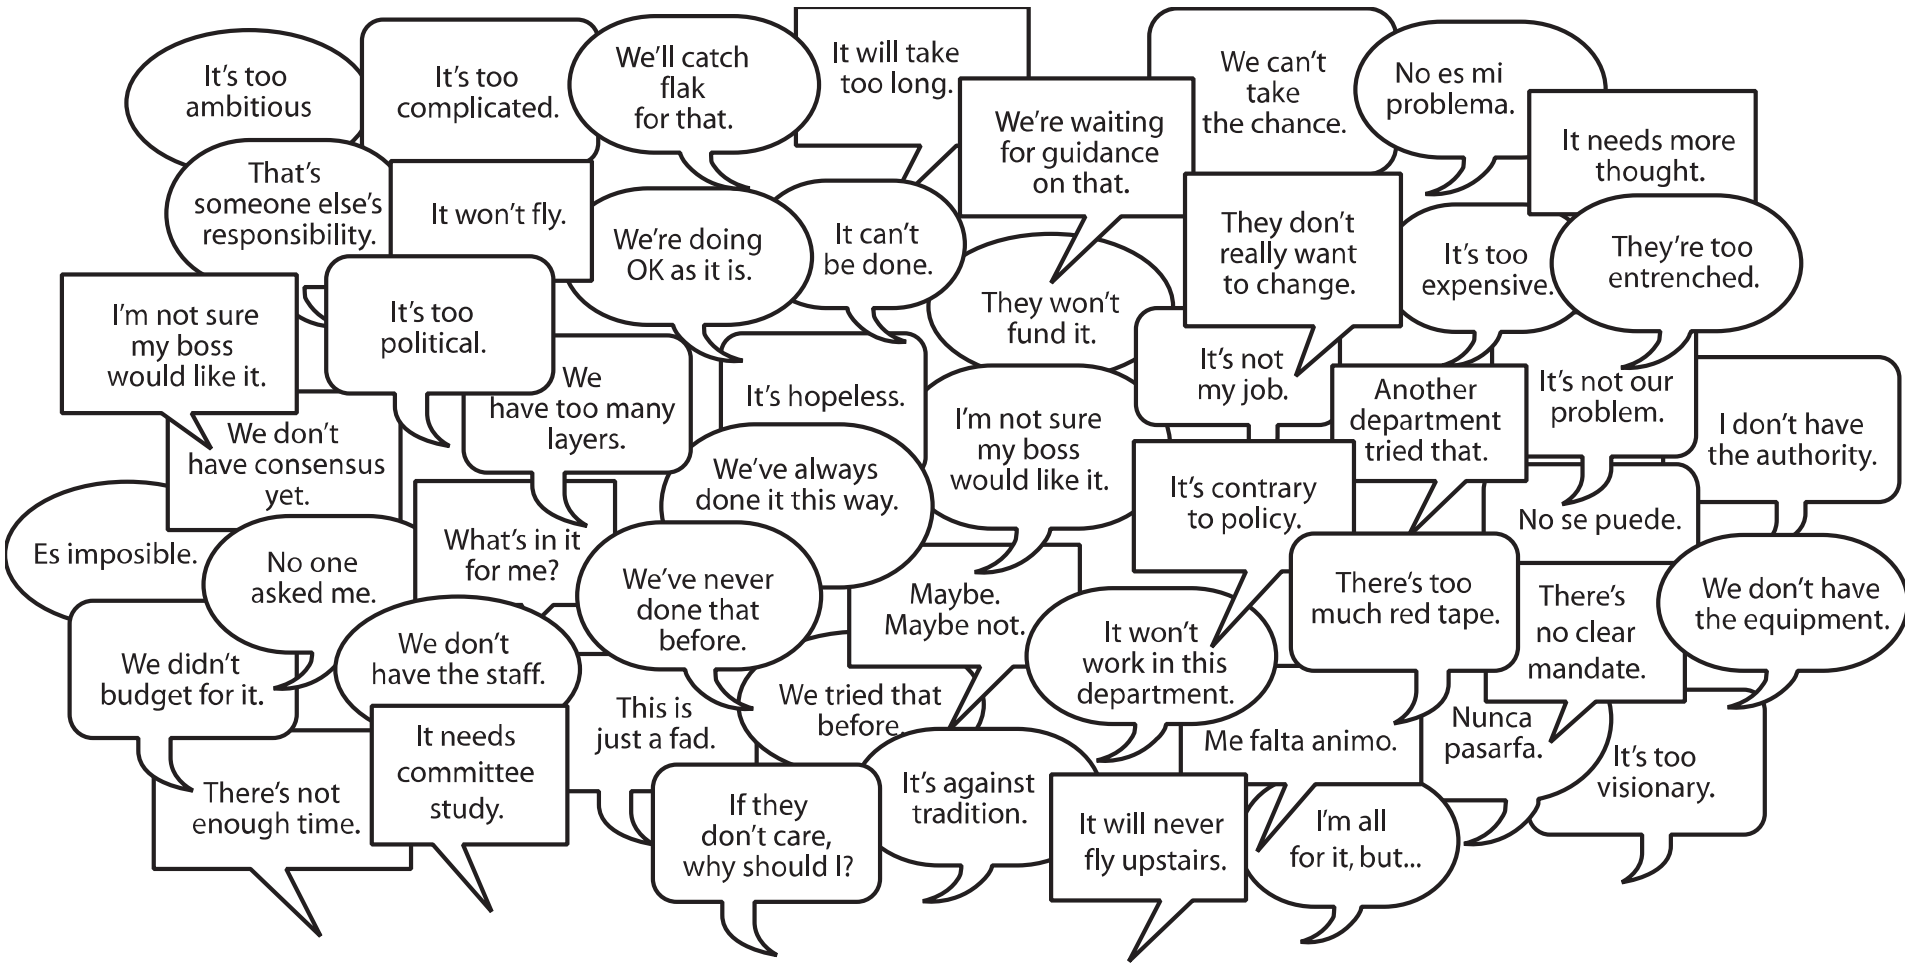 It's too
ambitious
It's too
complicated.
We'll catch
flak
for that.
It will take
too long.
We're waiting
for guidance
on that.
We can't
take
the chance.
No es mi
problema.
It needs more
thought.
That's
someone else's
responsibility.
It won't fly.
We're doing
OK as it is.
It can't
be done.
They don't
really want
to change.
It's too
expensive.
They're too
entrenched.
I'm not sure
my boss
would like it.
It's too
political.
We
have too many
layers.
It's hopeless.
They won't
fund it.
It's not
my job.
Another
department
tried that.
It's not our
problem.
I don't have
the authority.
We don't
have consensus
yet.
We've always
done it this way.
I'm not sure
my boss
would like it.
It's contrary
to policy.
No se puede.
Es imposible.
No one
asked me.
What's in it
for me?
We've never
done that
before.
Maybe.
Maybe not.
It won't
work in this
department.
There's too
much red tape.
There's
no clear
mandate.
We don't have
the equipment.
We didn't
budget for it.
We don't
have the staff.
This is
just a fad.
We tried that
before.
Me falta animo.
Nunca
pasarfa.
It's too
visionary.
There's not
enough time.
It needs
committee
study.
If they
don't care,
why should I?
It's against
tradition.
It will never
fly upstairs.
I'm all
for it, but...